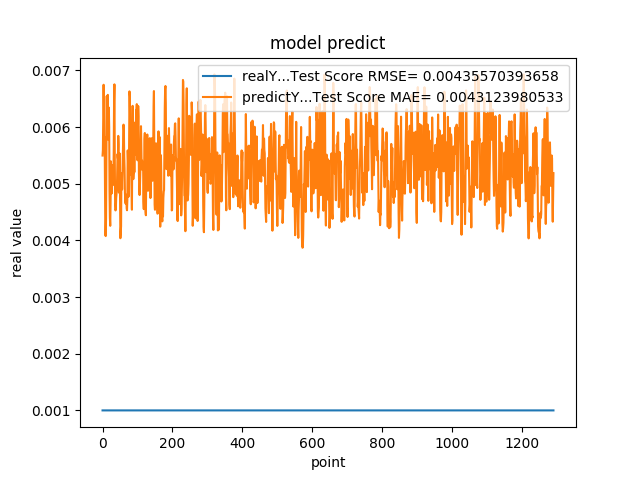 model predict
realY...Test Score RMSE= 0.00435570393658
predictY...Test Score MAE= 0.0043123980533
0.007
0.006
0.005
0.004
0.003
0.002
0.001
real value
0 200 400 600 800 1000 1200
point